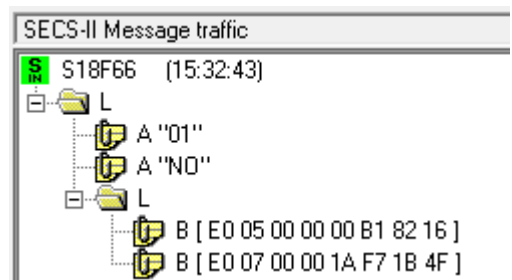 SECS-II Message traffic
S IN S18F66 (15:32:43)
L
A "01"
A "NO"
L
B [ E0 05 00 00 00 B1 82 16 ]
B [ E0 07 00 00 1A F7 1B 4F ]